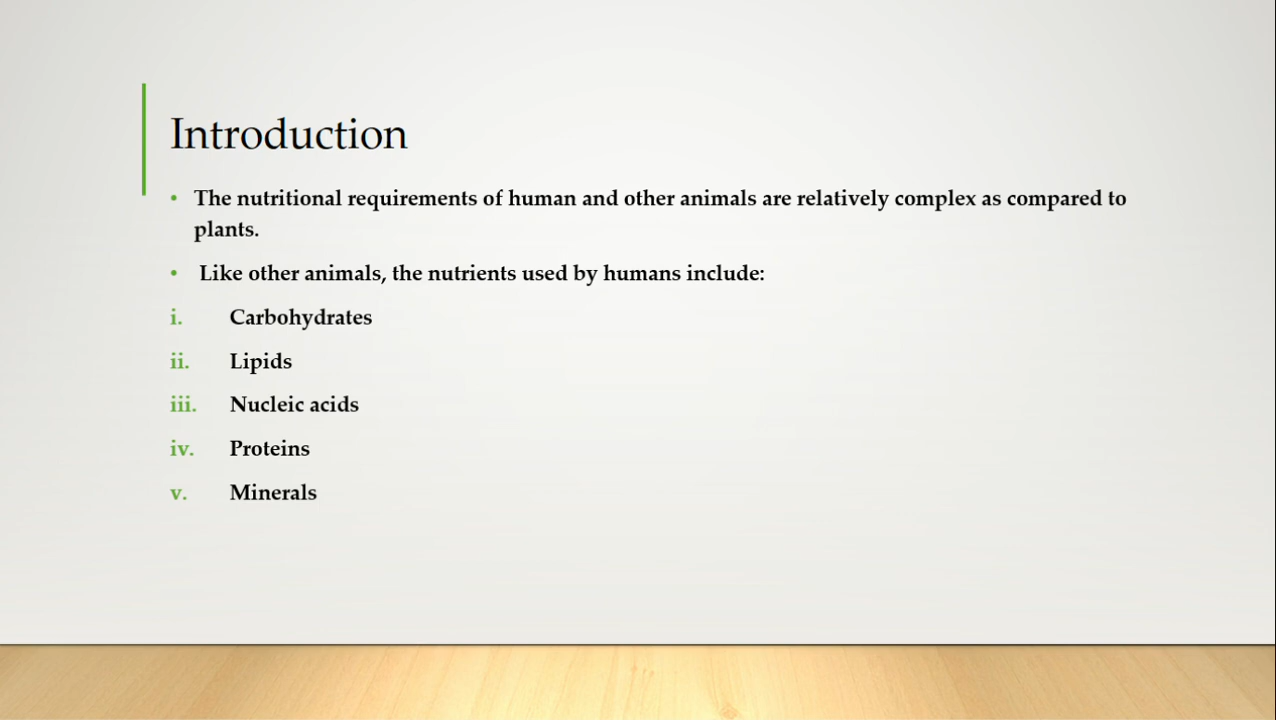 Introduction
• The nutritional requirements of human and other animals are relatively complex as compared to
plants.
• Like other animals, the nutrients used by humans include:
i. Carbohydrates
ii. Lipids
iii. Nucleic acids
iv. Proteins
v. Minerals